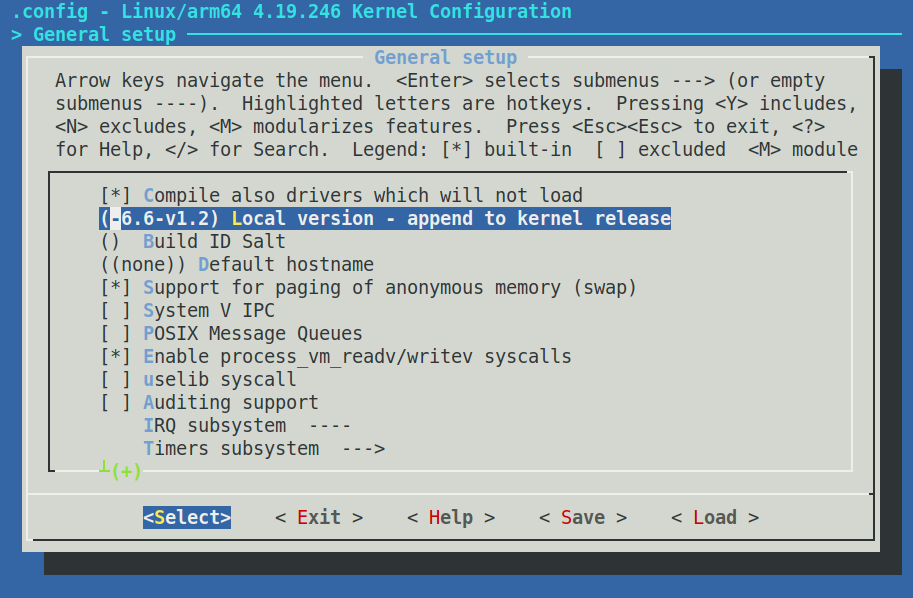 .config - Linux/arm64 4.19.246 Kernel Configuration
> General setup
General setup
Arrow keys navigate the menu.  <Enter> selects submenus ---> (or empty
submenus ----).  Highlighted letters are hotkeys.  Pressing <Y> includes,
<N> excludes, <M> modularizes features.  Press <Esc><Esc> to exit, <?>
for Help, </> for Search.  Legend: [*] built-in  [ ] excluded  <M> module
[*] Compile also drivers which will not load
(-6.6-v1.2) Local version - append to kernel release
()  Build ID Salt
((none)) Default hostname
[*] Support for paging of anonymous memory (swap)
[ ] System V IPC
[ ] POSIX Message Queues
[*] Enable process_vm_readv/writev syscalls
[ ] uselib syscall
[ ] Auditing support
IRQ subsystem  ----
Timers subsystem  --->
┴(+)
<Select>    < Exit >    < Help >    < Save >    < Load >